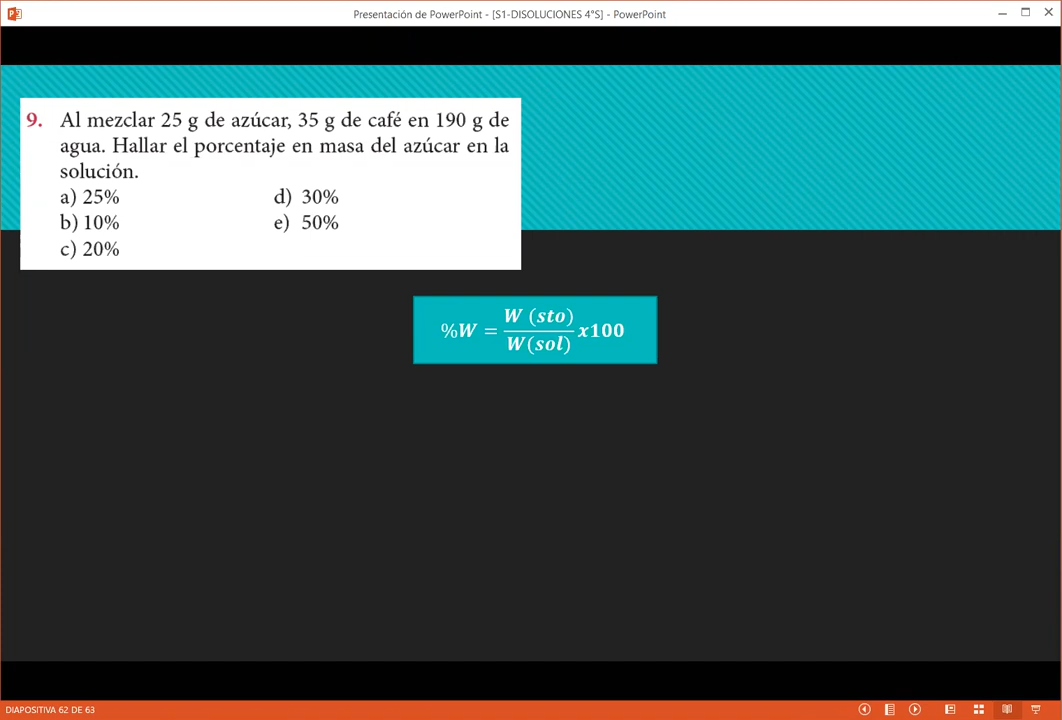 Presentación de PowerPoint - [S1-DISOLUCIONES 4°S] - PowerPoint
9. Al mezclar 25 g de azúcar, 35 g de café en 190 g de
agua. Hallar el porcentaje en masa del azúcar en la
solución.
a) 25% d) 30%
b) 10% e) 50%
c) 20%
%W = W (sto) / W(sol) x100
DIAPOSITIVA 62 DE 63